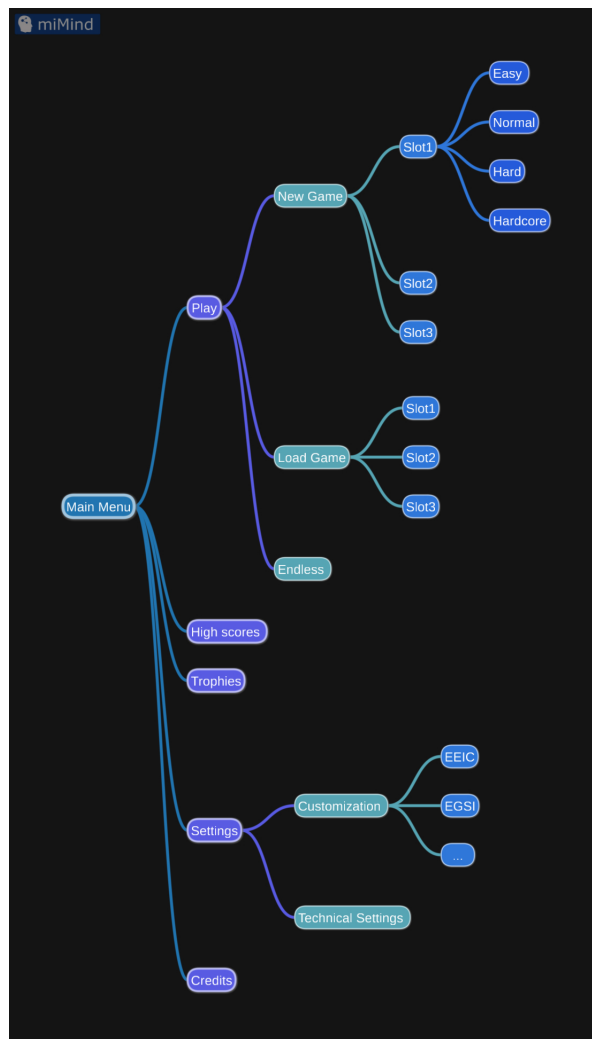 miMind
Main Menu
Play
New Game
Slot1
Easy
Normal
Hard
Hardcore
Slot2
Slot3
Load Game
Slot1
Slot2
Slot3
Endless
High scores
Trophies
Settings
Customization
EEIC
EGSI
...
Technical Settings
Credits